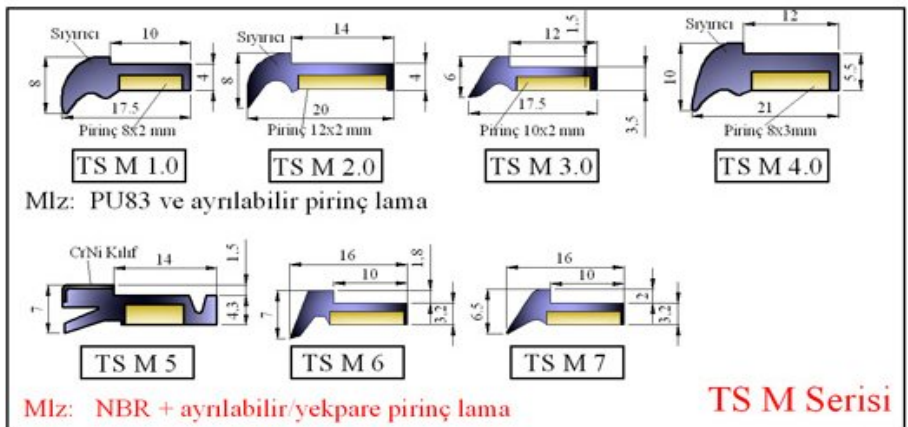 Sıyırıcı 10 8 4 17.5 Pirinç 8x2 mm TS M 1.0
Sıyırıcı 14 8 4 20 Pirinç 12x2 mm TS M 2.0
1,5 12 6 17.5 3,5 Pirinç 10x2 mm TS M 3.0
Sıyırıcı 12 10 5.5 21 Pirinç 8x3mm TS M 4.0
Mlz: PU83 ve ayrılabilir pirinç lama
CrNi Kılıf 14 1.5 7 4.3 TS M 5
16 10 1,8 7 3.2 TS M 6
16 10 2 6.5 3.2 TS M 7
Mlz: NBR + ayrılabilir/yekpare pirinç lama
TS M Serisi